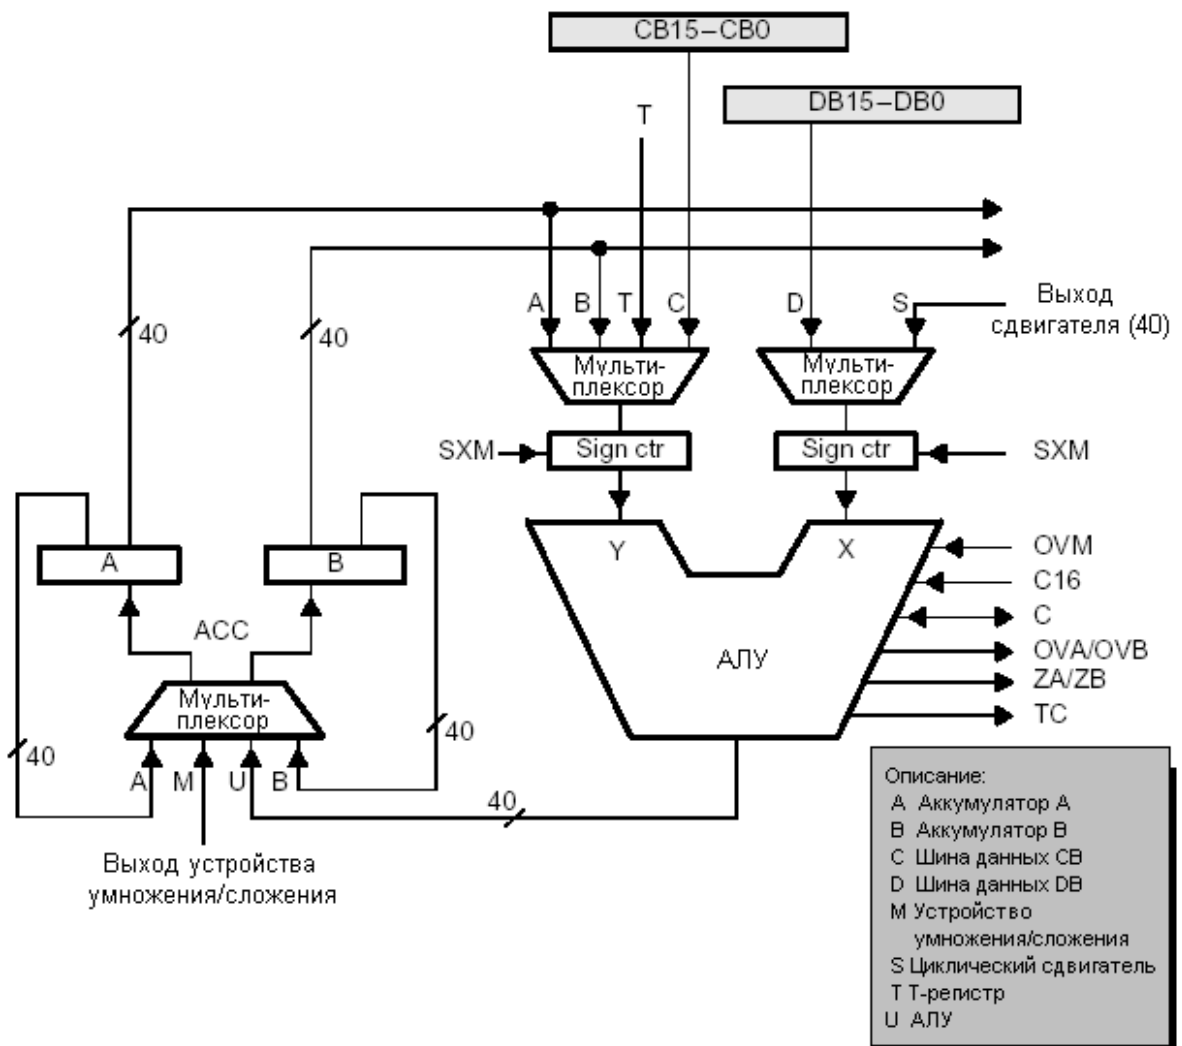 CB15–CB0
DB15–DB0
T
A
B
T
C
D
S
Выход
сдвигателя (40)
40
40
Мульти-
плексор
Мульти-
плексор
SXM
Sign ctr
Sign ctr
SXM
A
B
Y
X
OVM
C16
C
OVA/OVB
ZA/ZB
TC
ACC
АЛУ
Мульти-
плексор
40
40
A
M
U
B
40
Выход устройства
умножения/сложения
Описание:
A Аккумулятор A
B Аккумулятор B
C Шина данных CB
D Шина данных DB
M Устройство
умножения/сложения
S Циклический сдвигатель
T T-регистр
U АЛУ